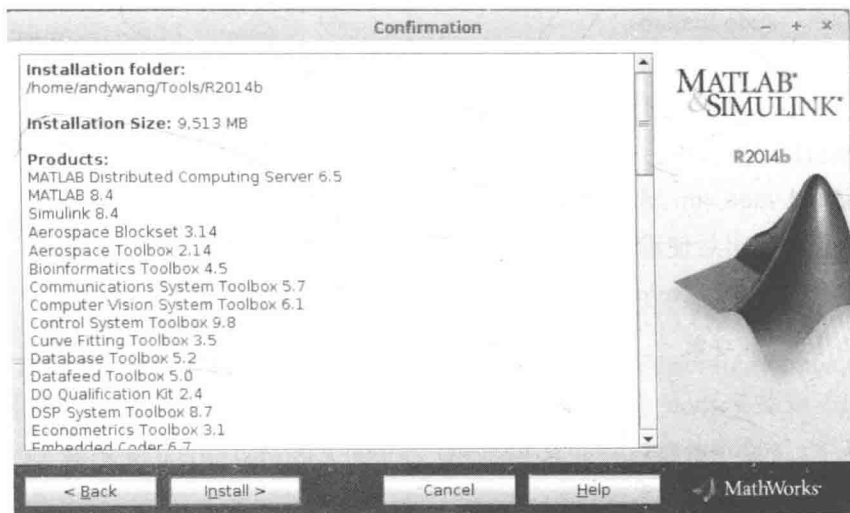 Confirmation
Installation folder:
/home/andywang/Tools/R2014b
Installation Size: 9,513 MB
Products:
MATLAB Distributed Computing Server 6.5
MATLAB 8.4
Simulink 8.4
Aerospace Blockset 3.14
Aerospace Toolbox 2.14
Bioinformatics Toolbox 4.5
Communications System Toolbox 5.7
Computer Vision System Toolbox 6.1
Control System Toolbox 9.8
Curve Fitting Toolbox 3.5
Database Toolbox 5.2
Datafeed Toolbox 5.0
DO Qualification Kit 2.4
DSP System Toolbox 8.7
Econometrics Toolbox 3.1
Embedded Coder 6.7
MATLAB®
&SIMULINK®
R2014b
< Back
Install >
Cancel
Help
MathWorks®